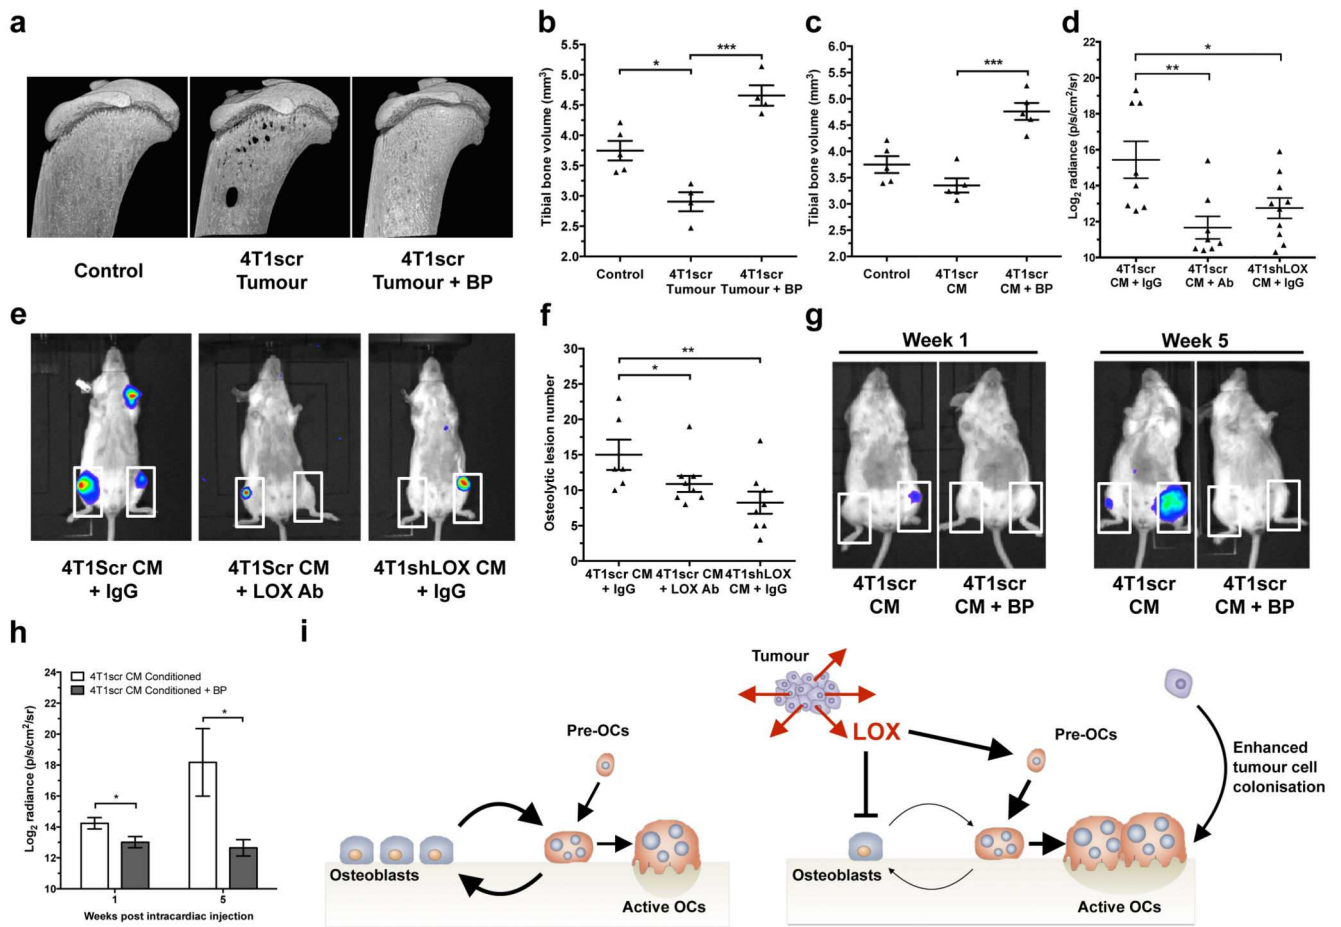 a
Control
4T1scr
Tumour
4T1scr
Tumour + BP
b
Tibial bone volume (mm³)
5.5
5.0
4.5
4.0
3.5
3.0
2.5
2.0
*
***
Control
4T1scr
Tumour
4T1scr
Tumour + BP
c
Tibial bone volume (mm³)
6.0
5.5
5.0
4.5
4.0
3.5
3.0
2.5
2.0
***
Control
4T1scr
CM
4T1scr
CM + BP
d
Log₂ radiance (p/s/cm²/sr)
22
20
18
16
14
12
10
*
**
4T1scr
CM + IgG
4T1scr
CM + Ab
4T1shLOX
CM + IgG
e
4T1Scr CM
+ IgG
4T1Scr CM
+ LOX Ab
4T1shLOX CM
+ IgG
f
Osteolytic lesion number
30
25
20
15
10
5
0
**
*
4T1scr CM
+ IgG
4T1scr CM
+ LOX Ab
4T1shLOX
CM + IgG
g
Week 1
Week 5
4T1scr
CM
4T1scr
CM + BP
4T1scr
CM
4T1scr
CM + BP
h
4T1scr CM Conditioned
4T1scr CM Conditioned + BP
Log₂ radiance (p/s/cm²/sr)
24
22
20
18
16
14
12
10
*
*
1
5
Weeks post intracardiac injection
i
Pre-OCs
Osteoblasts
Active OCs
Tumour
LOX
Pre-OCs
Enhanced
tumour cell
colonisation
Osteoblasts
Active OCs